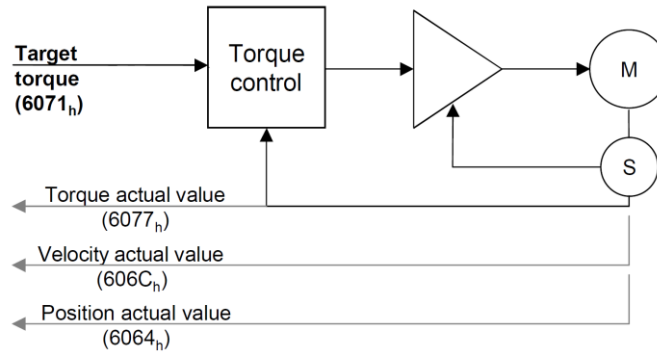 Target
torque
(6071h)
Torque
control
M
S
Torque actual value
(6077h)
Velocity actual value
(606Ch)
Position actual value
(6064h)